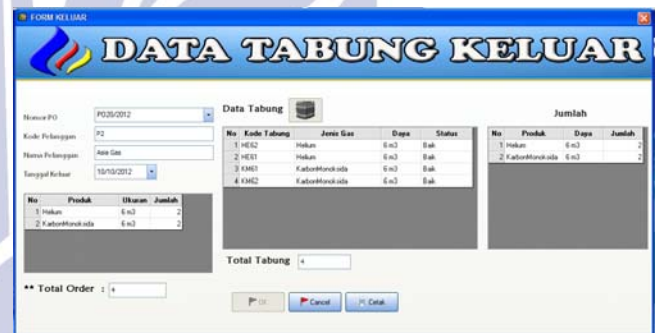 FORM KELUAR
DATA TABUNG KELUAR
Nomor PO PO20/2012
Kode Pelanggan P2
Nama Pelanggan Asia Gas
Tanggal Keluar 10/10/2012
No Produk Ukuran Jumlah
1 Helium 6 m3 2
2 KarbonMonoksida 6 m3 2
** Total Order : 4
Data Tabung
No Kode Tabung Jenis Gas Daya Status
1 HE62 Helium 6 m3 Baik
2 HE61 Helium 6 m3 Baik
3 KM61 KarbonMonoksida 6 m3 Baik
4 KM62 KarbonMonoksida 6 m3 Baik
Total Tabung 4
OK Cancel Cetak
Jumlah
No Produk Daya Jumlah
1 Helium 6 m3 2
2 KarbonMonoksida 6 m3 2